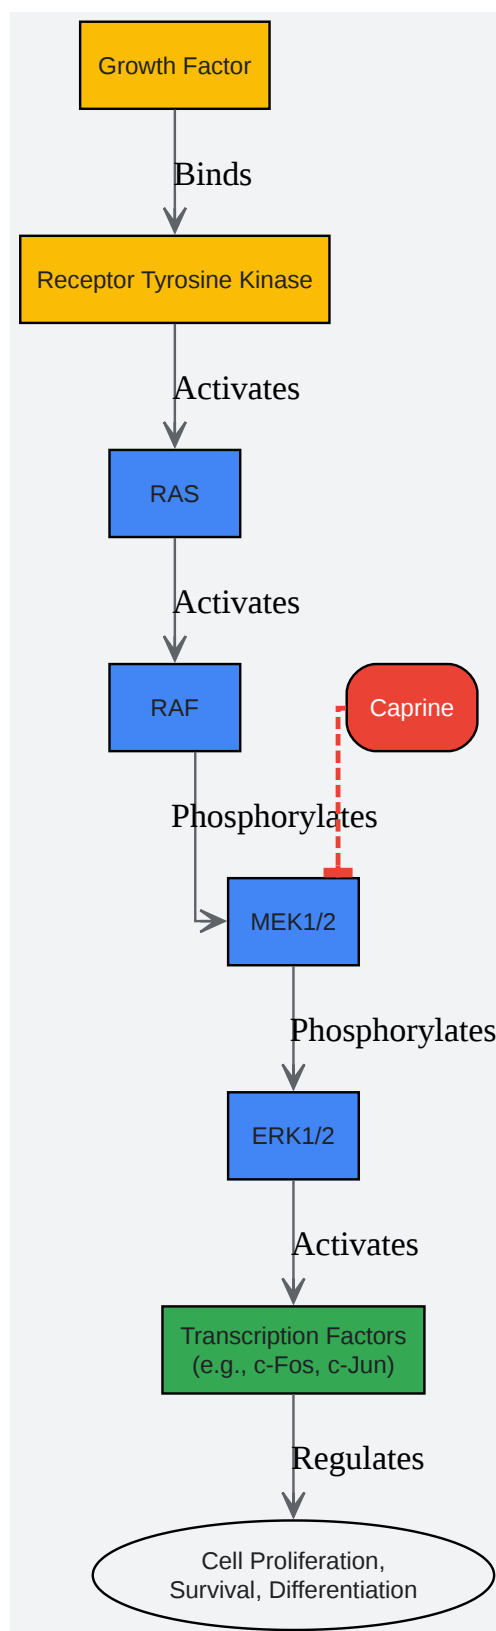 Growth Factor
Binds
Receptor Tyrosine Kinase
Activates
RAS
Activates
RAF
Caprine
Phosphorylates
MEK1/2
Phosphorylates
ERK1/2
Activates
Transcription Factors
(e.g., c-Fos, c-Jun)
Regulates
Cell Proliferation,
Survival, Differentiation